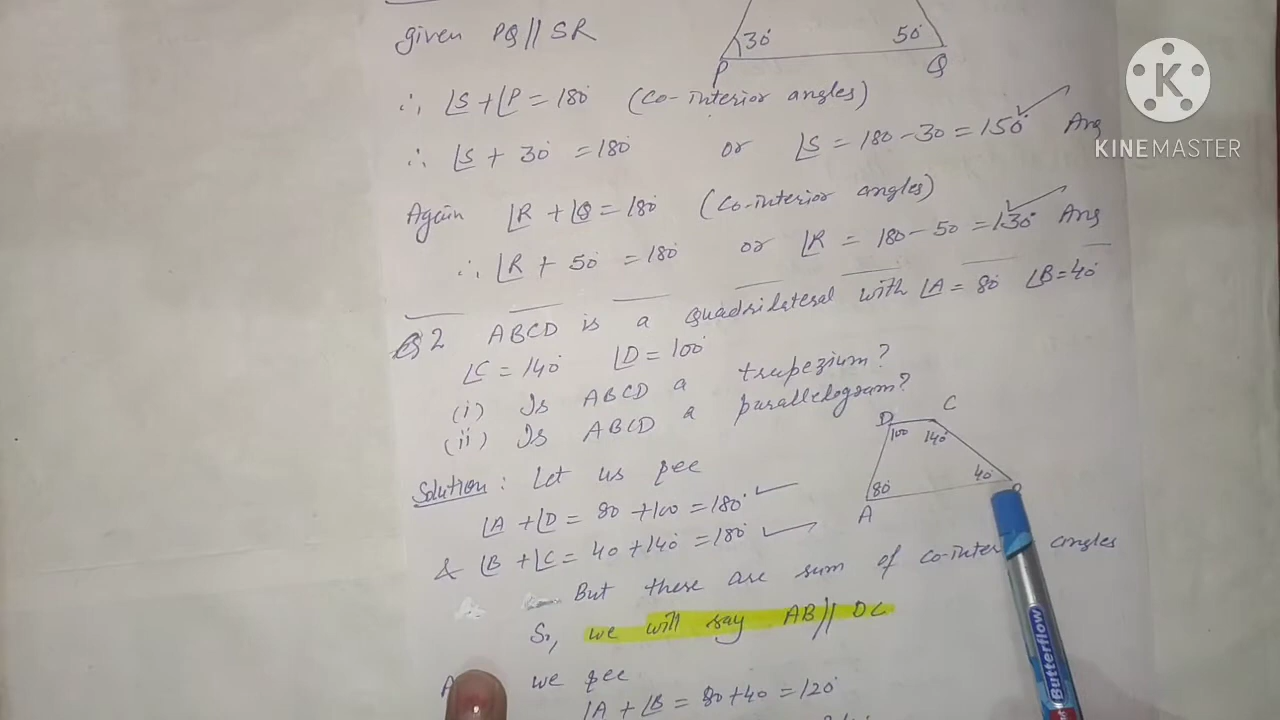 given PQ || SR
30° 50°
P Q
K
KINEMASTER
∴ ∠S + ∠P = 180° (Co-interior angles)
∴ ∠S + 30° = 180° or ∠S = 180 - 30 = 150° Ans
Again ∠R + ∠Q = 180° (Co-interior angles)
∴ ∠R + 50° = 180° or ∠R = 180 - 50 = 130° Ans
Q2 ABCD is a quadrilateral with ∠A = 80° ∠B = 40°
∠C = 140° ∠D = 100°
(i) Is ABCD a trapezium?
(ii) Is ABCD a parallelogram?
D C
100 140°
80° 40°
A
Solution: Let us see
∠A + ∠D = 80 + 100 = 180°
& ∠B + ∠C = 40 + 140° = 180°
But these are sum of co-inter angles
So, we will say AB || DC
we see
∠A + ∠B = 80 + 40 = 120°
Butterflow